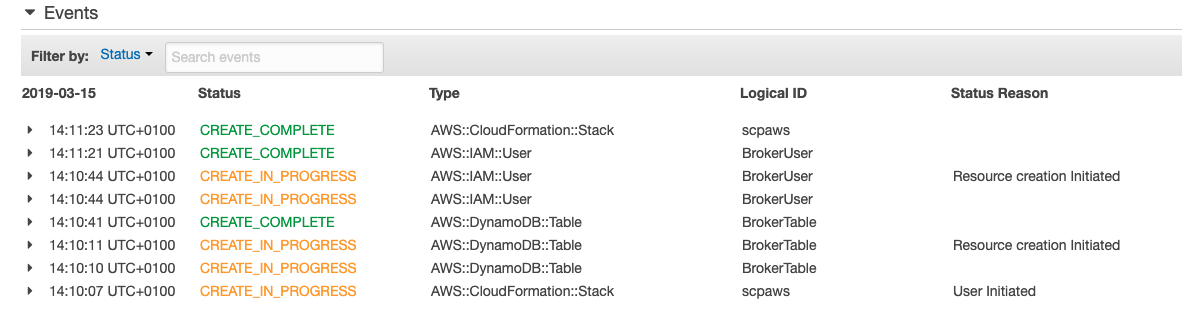 Events
Filter by: Status Search events
2019-03-15 Status Type Logical ID Status Reason
14:11:23 UTC+0100 CREATE_COMPLETE AWS::CloudFormation::Stack scpaws
14:11:21 UTC+0100 CREATE_COMPLETE AWS::IAM::User BrokerUser
14:10:44 UTC+0100 CREATE_IN_PROGRESS AWS::IAM::User BrokerUser Resource creation Initiated
14:10:44 UTC+0100 CREATE_IN_PROGRESS AWS::IAM::User BrokerUser
14:10:41 UTC+0100 CREATE_COMPLETE AWS::DynamoDB::Table BrokerTable
14:10:11 UTC+0100 CREATE_IN_PROGRESS AWS::DynamoDB::Table BrokerTable Resource creation Initiated
14:10:10 UTC+0100 CREATE_IN_PROGRESS AWS::DynamoDB::Table BrokerTable
14:10:07 UTC+0100 CREATE_IN_PROGRESS AWS::CloudFormation::Stack scpaws User Initiated